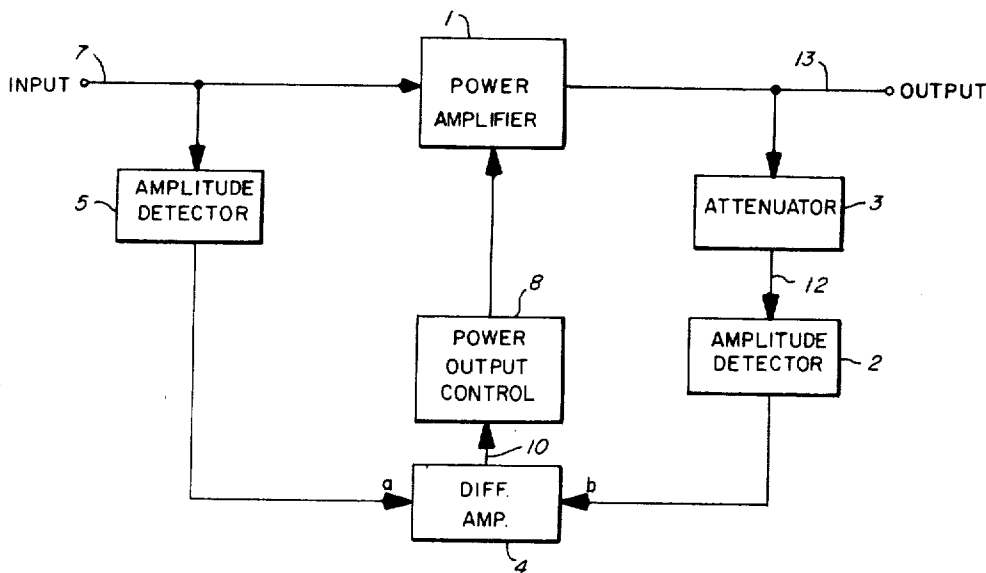 1
7
13
INPUT
POWER
AMPLIFIER
OUTPUT
5
AMPLITUDE
DETECTOR
ATTENUATOR
3
8
12
POWER
OUTPUT
CONTROL
AMPLITUDE
DETECTOR
2
10
a
DIFF.
AMP.
b
4